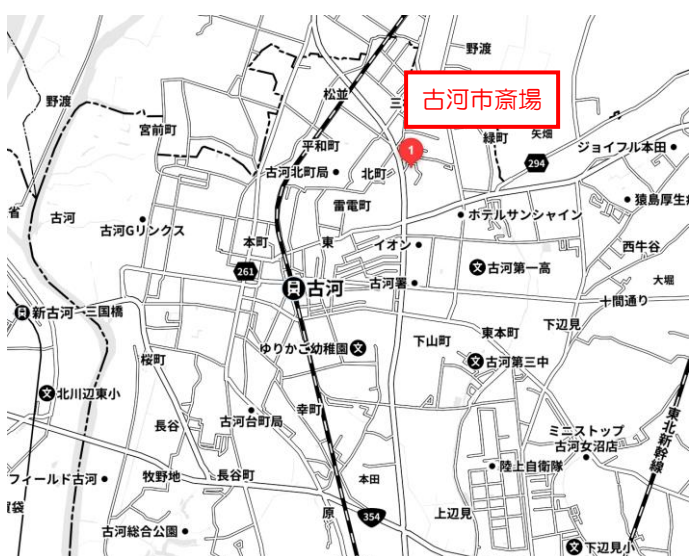 野渡
松並
三
古河市斎場
野渡
宮前町
平和町
1
緑町
矢畑
294
ジョイフル本田
古河北町局
北町
雷電町
古河
古河Gリンクス
ホテルサンシャイン
猿島厚生病
省
本町
東
イオン
西牛谷
261
古河第一高
大堀
古河
古河署
十間通り
新古河
三国橋
ゆりかご幼稚園
下山町
東本町
下辺見
桜町
古河第三中
北川辺東小
幸町
古河台町局
長谷
ミニストップ
古河女沼店
東北新幹線
フィールド古河
牧野地
長谷町
本田
陸上自衛隊
原
354
上辺見
古河総合公園
下辺見小